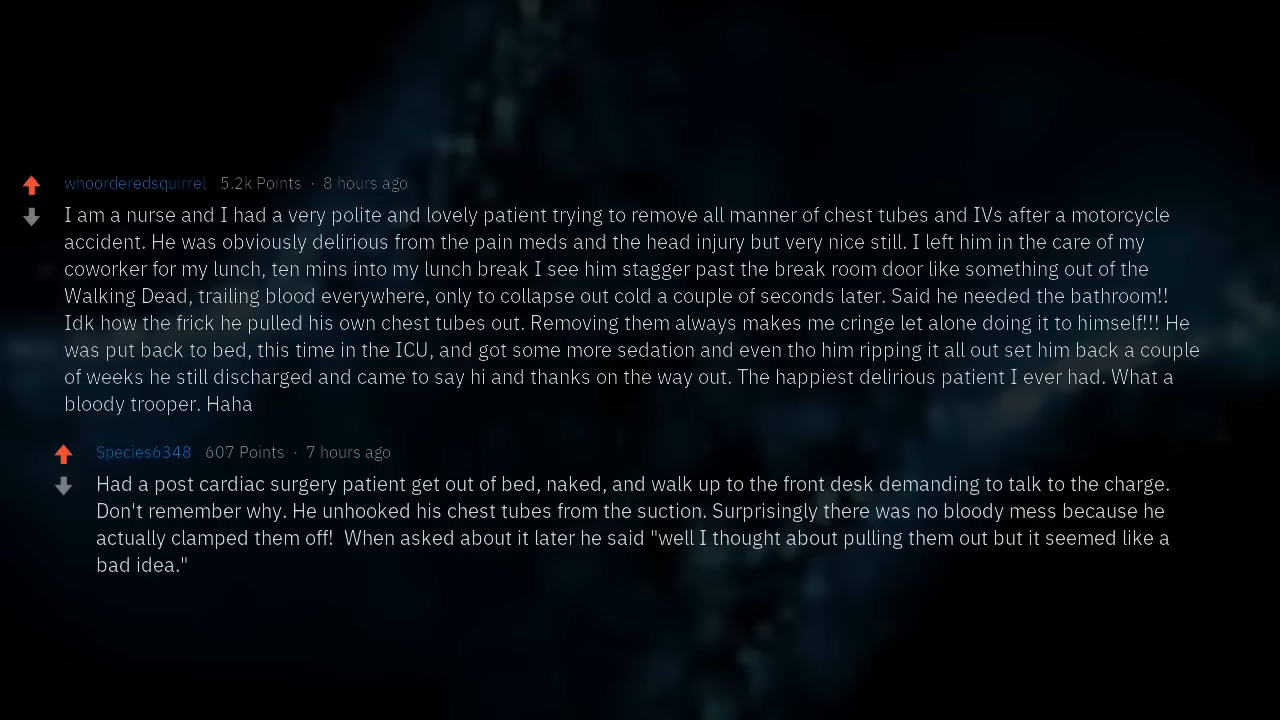 whoorderedsquirrel 5.2k Points · 8 hours ago
I am a nurse and I had a very polite and lovely patient trying to remove all manner of chest tubes and IVs after a motorcycle
accident. He was obviously delirious from the pain meds and the head injury but very nice still. I left him in the care of my
coworker for my lunch, ten mins into my lunch break I see him stagger past the break room door like something out of the
Walking Dead, trailing blood everywhere, only to collapse out cold a couple of seconds later. Said he needed the bathroom!!
Idk how the frick he pulled his own chest tubes out. Removing them always makes me cringe let alone doing it to himself!!! He
was put back to bed, this time in the ICU, and got some more sedation and even tho him ripping it all out set him back a couple
of weeks he still discharged and came to say hi and thanks on the way out. The happiest delirious patient I ever had. What a
bloody trooper. Haha
Species6348 607 Points · 7 hours ago
Had a post cardiac surgery patient get out of bed, naked, and walk up to the front desk demanding to talk to the charge.
Don't remember why. He unhooked his chest tubes from the suction. Surprisingly there was no bloody mess because he
actually clamped them off!  When asked about it later he said "well I thought about pulling them out but it seemed like a
bad idea."